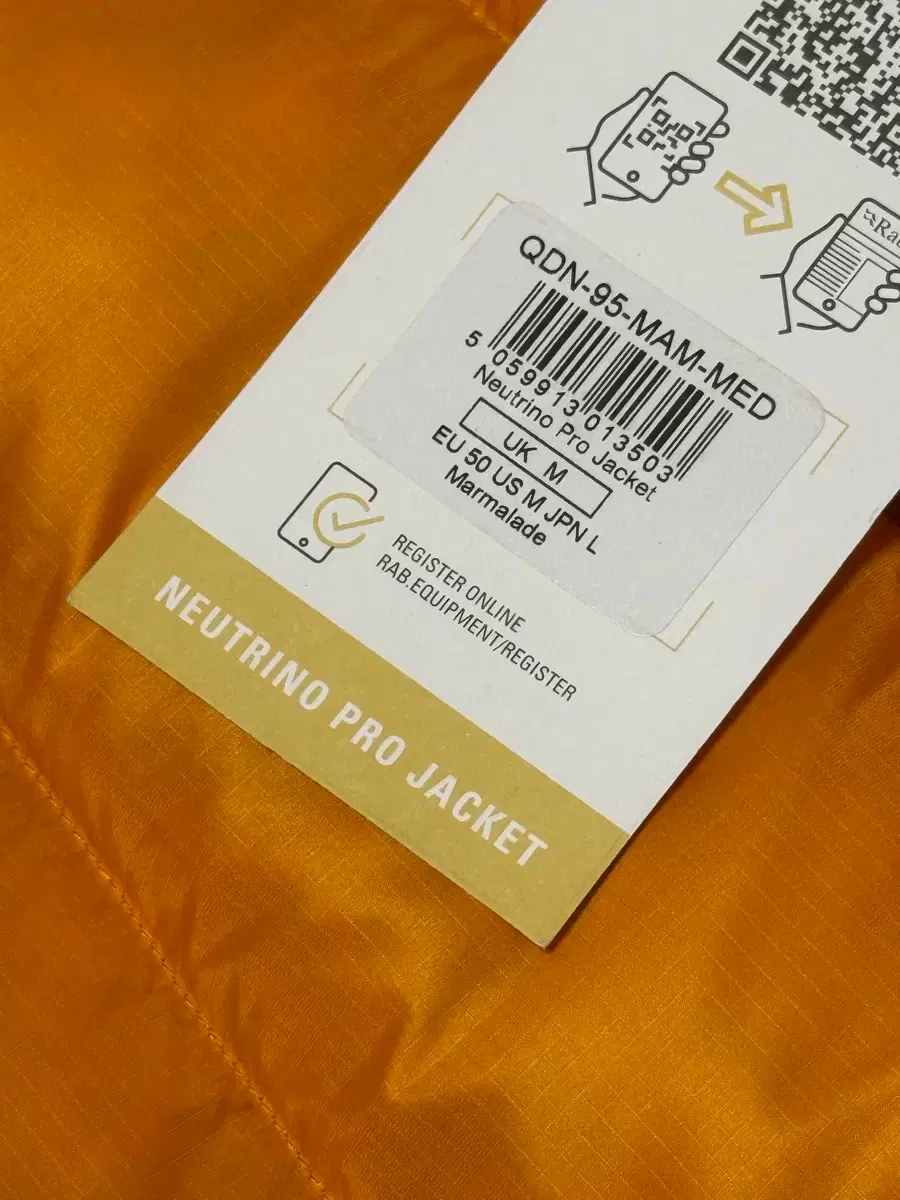 Rab
QDN-95-MAM-MED
5 059913 013503
Neutrino Pro Jacket
UK M
EU 50 US M JPN L
Marmalade
REGISTER ONLINE
RAB.EQUIPMENT/REGISTER
NEUTRINO PRO JACKET